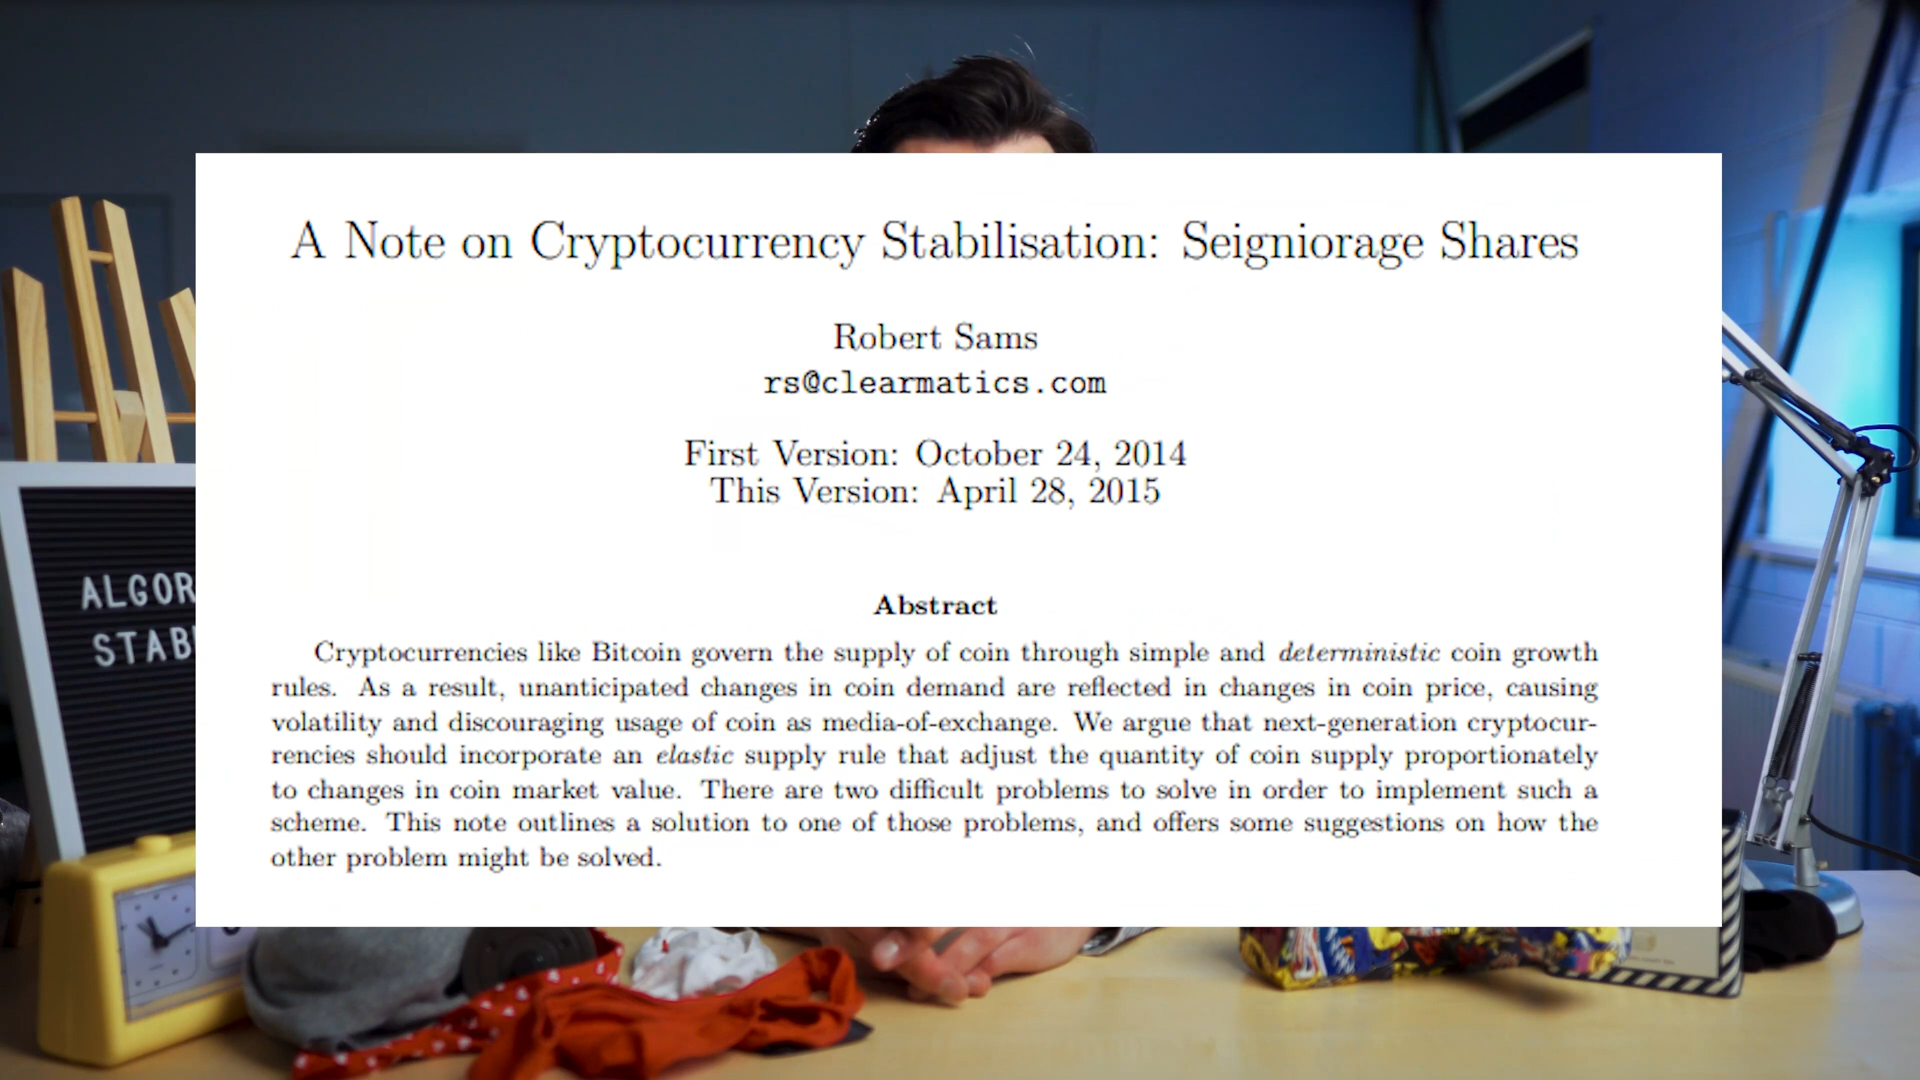 A Note on Cryptocurrency Stabilisation: Seigniorage Shares
Robert Sams
rs@clearmatics.com
First Version: October 24, 2014
This Version: April 28, 2015
Abstract
Cryptocurrencies like Bitcoin govern the supply of coin through simple and deterministic coin growth
rules. As a result, unanticipated changes in coin demand are reflected in changes in coin price, causing
volatility and discouraging usage of coin as media-of-exchange. We argue that next-generation cryptocur-
rencies should incorporate an elastic supply rule that adjust the quantity of coin supply proportionately
to changes in coin market value. There are two difficult problems to solve in order to implement such a
scheme. This note outlines a solution to one of those problems, and offers some suggestions on how the
other problem might be solved.
ALGOR
STAB